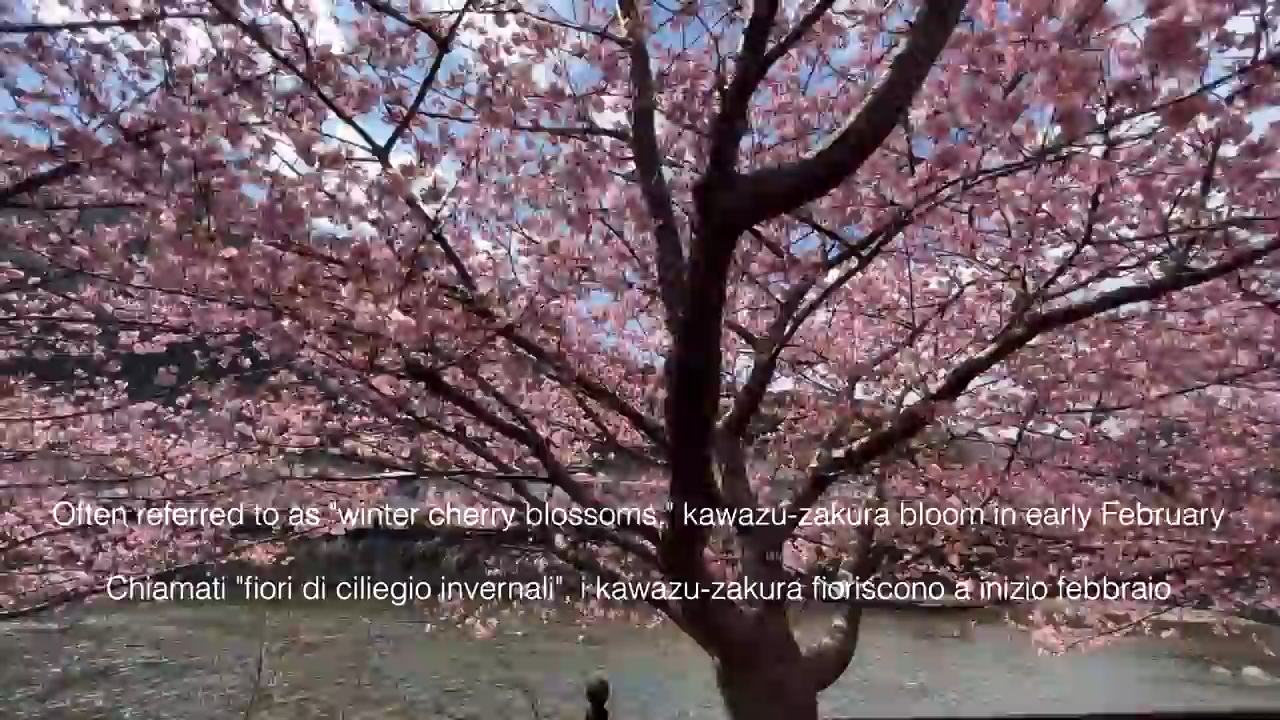 Often referred to as "winter cherry blossoms," kawazu-zakura bloom in early February
Chiamati "fiori di ciliegio invernali", i kawazu-zakura fioriscono a inizio febbraio